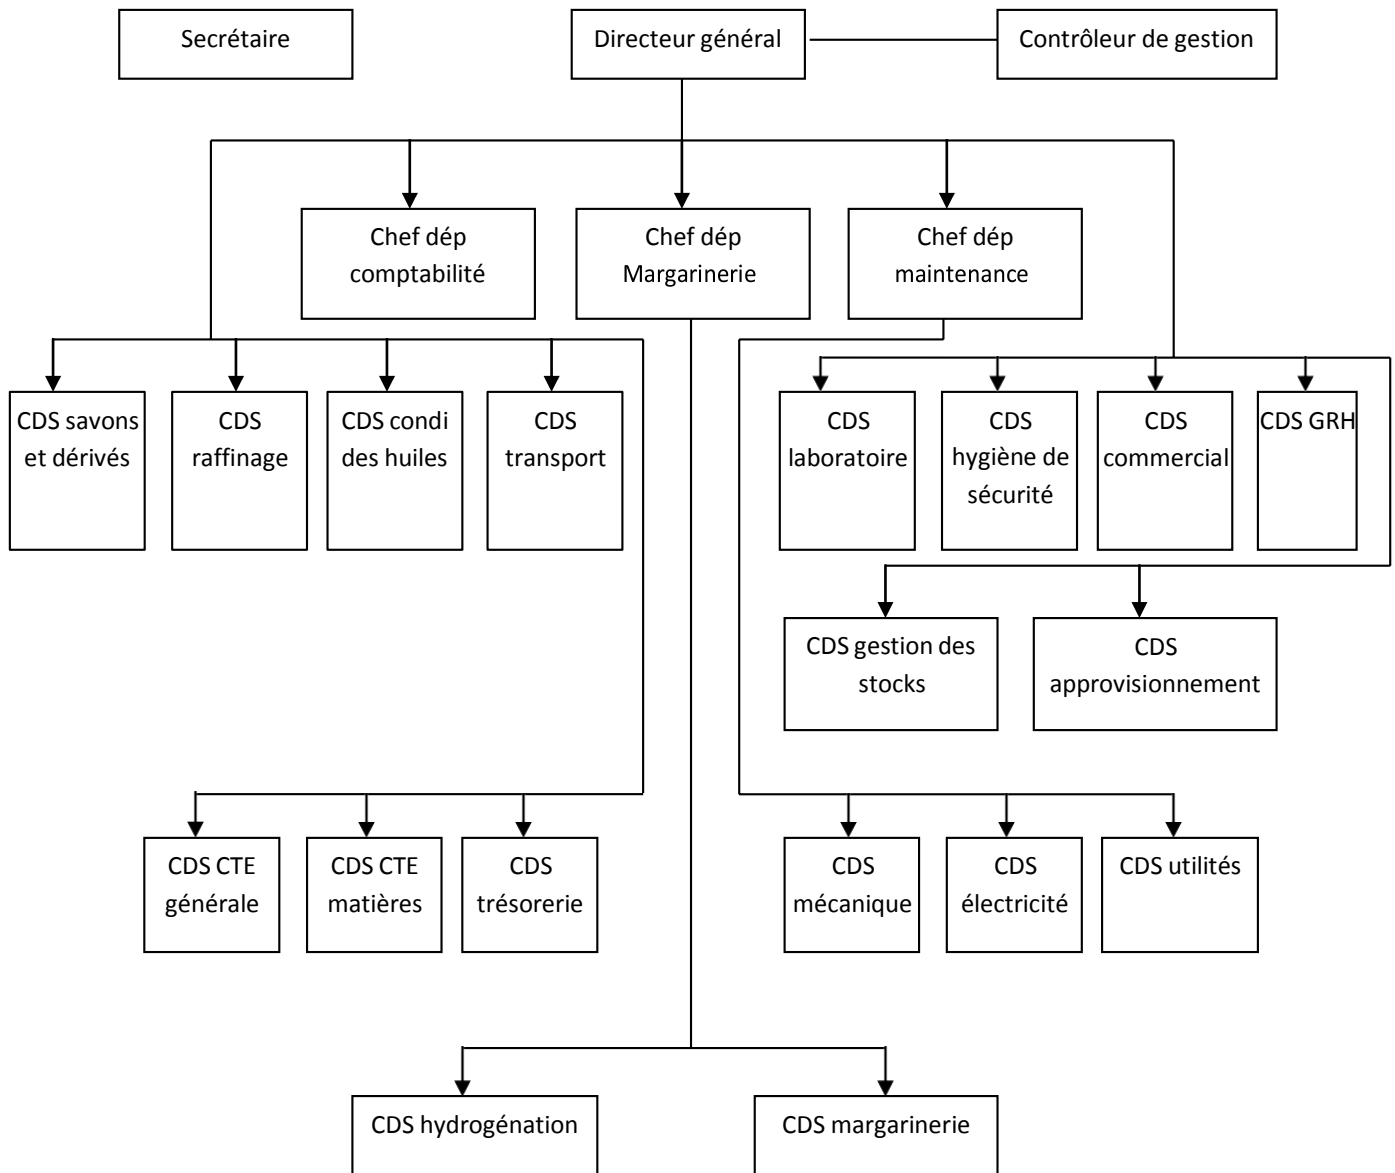 Secrétaire
Directeur général
Contrôleur de gestion
Chef dép
comptabilité
Chef dép
Margarinerie
Chef dép
maintenance
CDS savons
et dérivés
CDS
raffinage
CDS condi
des huiles
CDS
transport
CDS
laboratoire
CDS
hygiène de
sécurité
CDS
commercial
CDS GRH
CDS gestion des
stocks
CDS
approvisionnement
CDS CTE
générale
CDS CTE
matières
CDS
trésorerie
CDS
mécanique
CDS
électricité
CDS utilités
CDS hydrogénation
CDS margarinerie